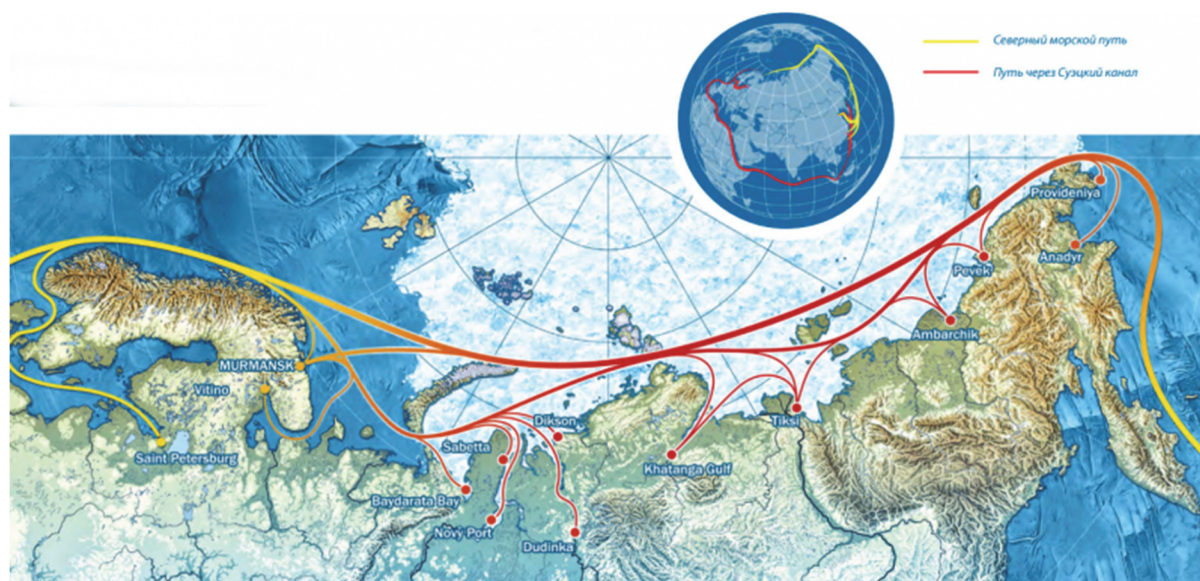 Северный морской путь
Путь через Суэцкий канал
Provideniya
Anadyr
Pevek
Ambarchik
MURMANSK
Vitino
Saint Petersburg
Dikson
Tiksi
Sabetta
Khatanga Gulf
Baydarata Bay
Novy Port
Dudinka